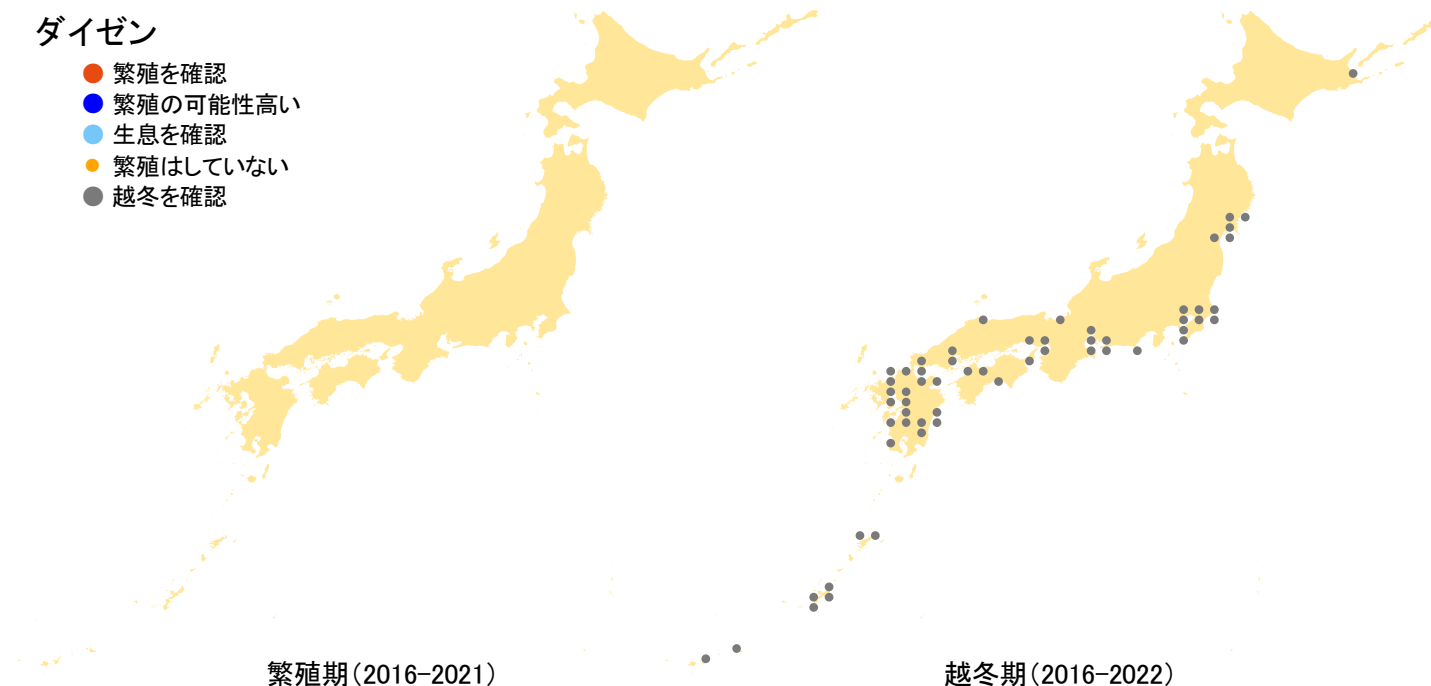 ダイゼン
繁殖を確認
繁殖の可能性高い
生息を確認
繁殖はしていない
越冬を確認
繁殖期(2016-2021)
越冬期(2016-2022)